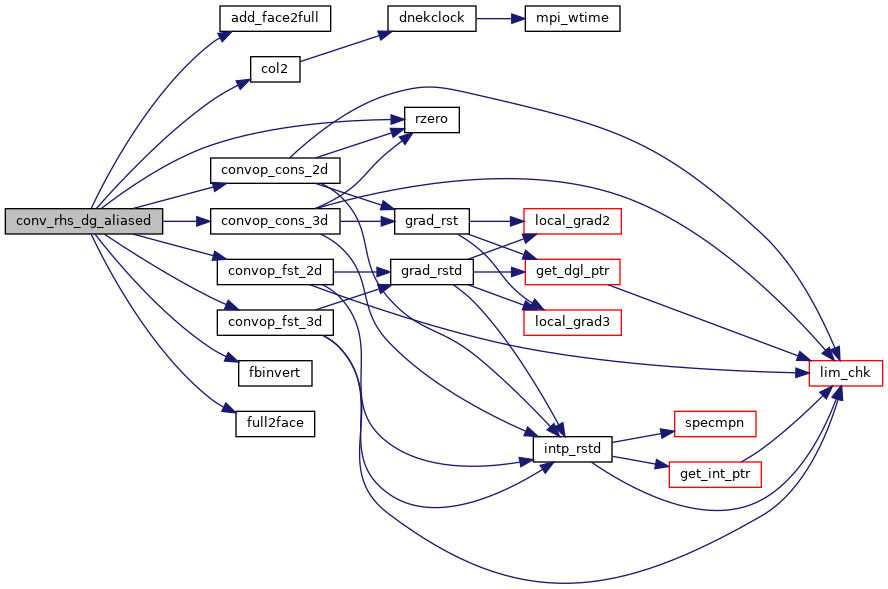 add_face2full
dnekclock
mpi_wtime
col2
rzero
convop_cons_2d
conv_rhs_dg_aliased
convop_cons_3d
grad_rst
local_grad2
convop_fst_2d
grad_rstd
get_dgl_ptr
convop_fst_3d
local_grad3
fbinvert
lim_chk
full2face
specmpn
intp_rstd
get_int_ptr